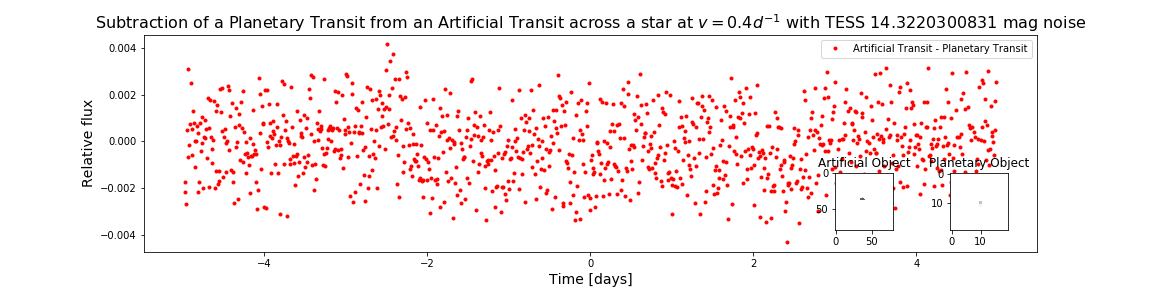 Subtraction of a Planetary Transit from an Artificial Transit across a star at v = 0.4d⁻¹ with TESS 14.3220300831 mag noise
Artificial Transit - Planetary Transit
Relative flux
0.004
0.002
0.000
−0.002
−0.004
Artificial Object
0
50
0 50
Planetary Object
0
10
0 10
−4 −2 0 2 4
Time [days]